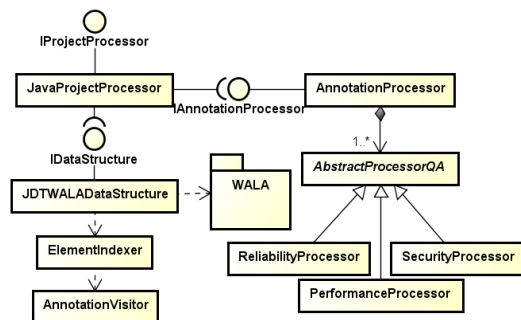 IProjectProcessor
JavaProjectProcessor
AnnotationProcessor
IAnnotationProcessor
1..*
IDataStructure
WALA
AbstractProcessorQA
JDTWALADataStructure
ElementIndexer
ReliabilityProcessor
SecurityProcessor
PerformanceProcessor
AnnotationVisitor